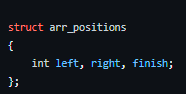 struct arr_positions
{
    int left, right, finish;
};